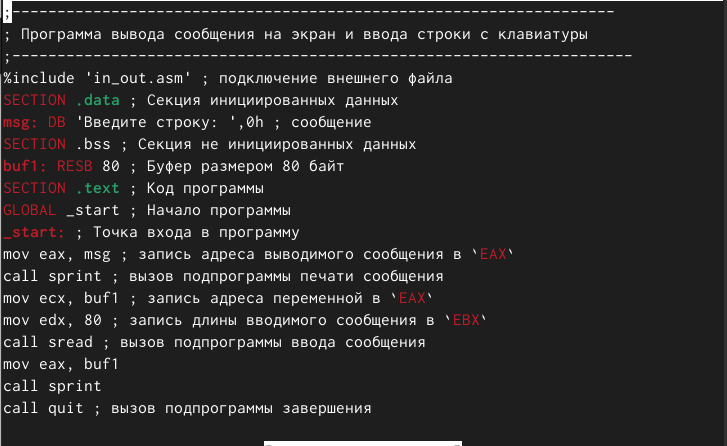 ;-------------------------------------------------------------------
; Программа вывода сообщения на экран и ввода строки с клавиатуры
;---------------------------------------------------------------------
%include 'in_out.asm' ; подключение внешнего файла
SECTION .data ; Секция инициированных данных
msg: DB 'Введите строку: ',0h ; сообщение
SECTION .bss ; Секция не инициированных данных
buf1: RESB 80 ; Буфер размером 80 байт
SECTION .text ; Код программы
GLOBAL _start ; Начало программы
_start: ; Точка входа в программу
mov eax, msg ; запись адреса выводимого сообщения в `EAX`
call sprint ; вызов подпрограммы печати сообщения
mov ecx, buf1 ; запись адреса переменной в `EAX`
mov edx, 80 ; запись длины вводимого сообщения в `EBX`
call sread ; вызов подпрограммы ввода сообщения
mov eax, buf1
call sprint
call quit ; вызов подпрограммы завершения